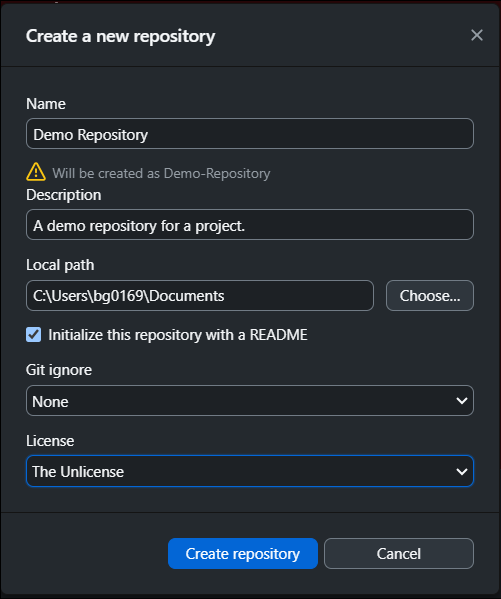 Create a new repository
Name
Demo Repository
Will be created as Demo-Repository
Description
A demo repository for a project.
Local path
C:\Users\bg0169\Documents
Choose...
Initialize this repository with a README
Git ignore
None
License
The Unlicense
Create repository
Cancel